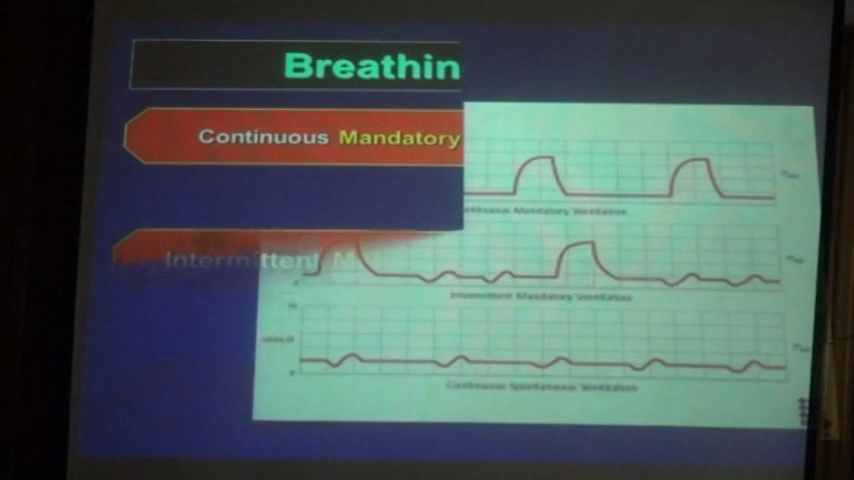 Breathin
Continuous Mandatory
Continuous Mandatory Ventilation
Intermittent M
Intermittent Mandatory Ventilation
Continuous Spontaneous Ventilation